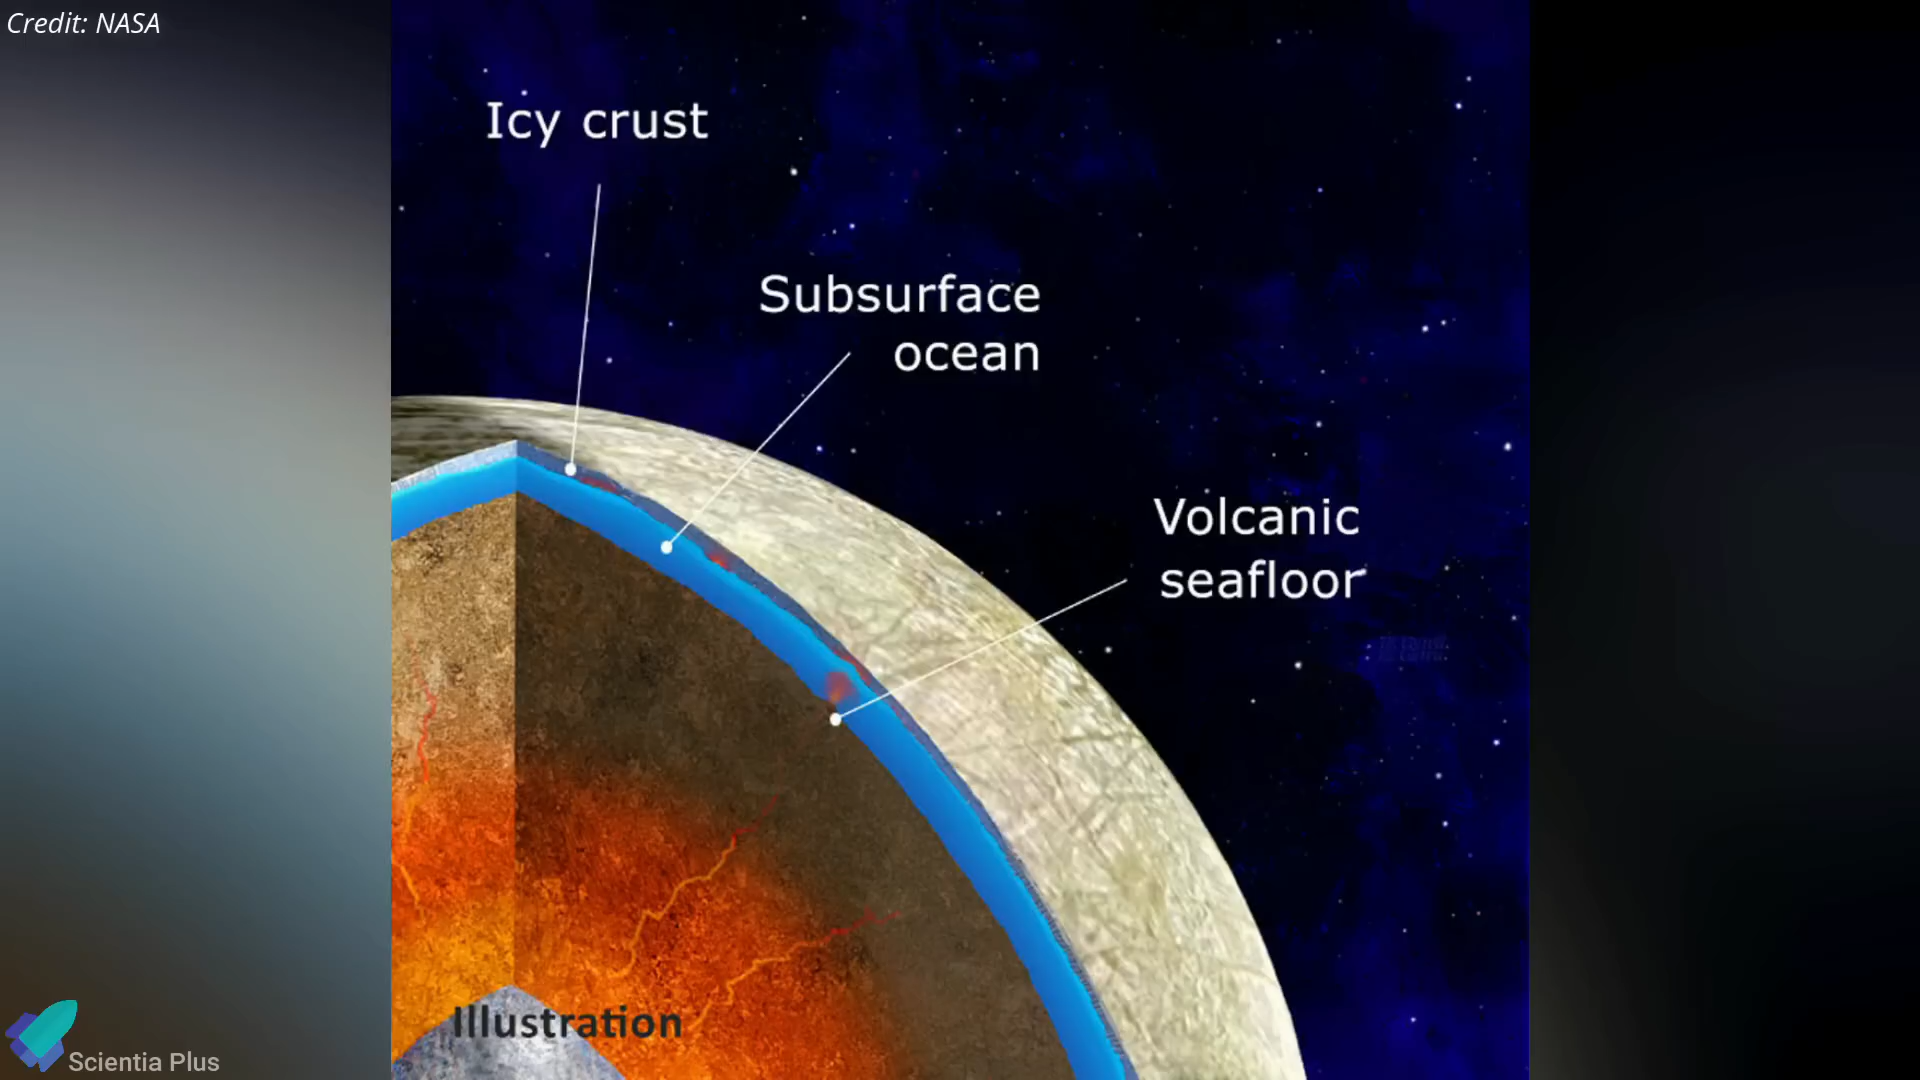 Credit: NASA
Icy crust
Subsurface
ocean
Volcanic
seafloor
Illustration
Scientia Plus